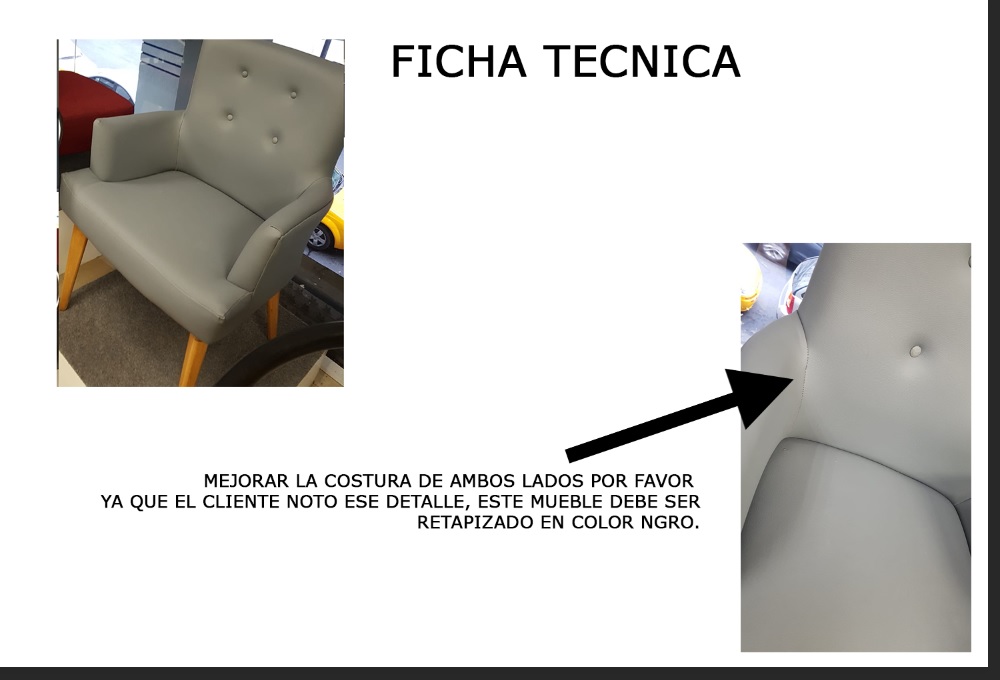 FICHA TECNICA
MEJORAR LA COSTURA DE AMBOS LADOS POR FAVOR
YA QUE EL CLIENTE NOTO ESE DETALLE, ESTE MUEBLE DEBE SER
RETAPIZADO EN COLOR NGRO.